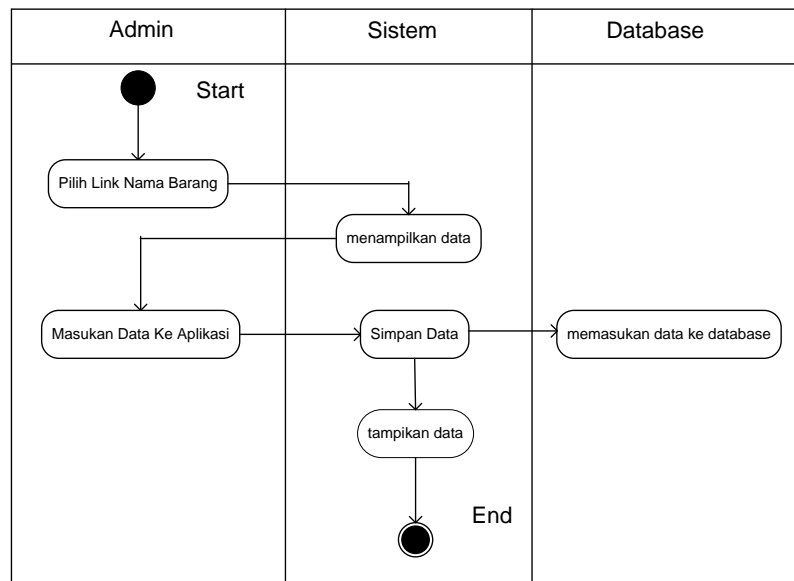 Admin
Sistem
Database
Start
Pilih Link Nama Barang
menampilkan data
Masukan Data Ke Aplikasi
Simpan Data
memasukan data ke database
tampikan data
End